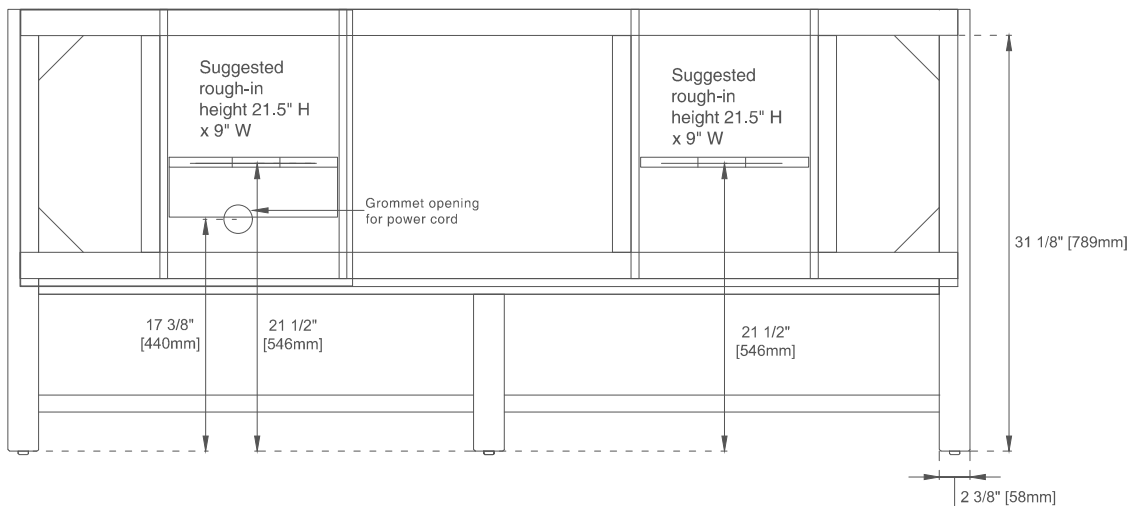 Suggested
rough-in
height 21.5" H
x 9" W
Suggested
rough-in
height 21.5" H
x 9" W
Grommet opening
for power cord
31 1/8" [789mm]
17 3/8"
[440mm]
21 1/2"
[546mm]
21 1/2"
[546mm]
2 3/8" [58mm]